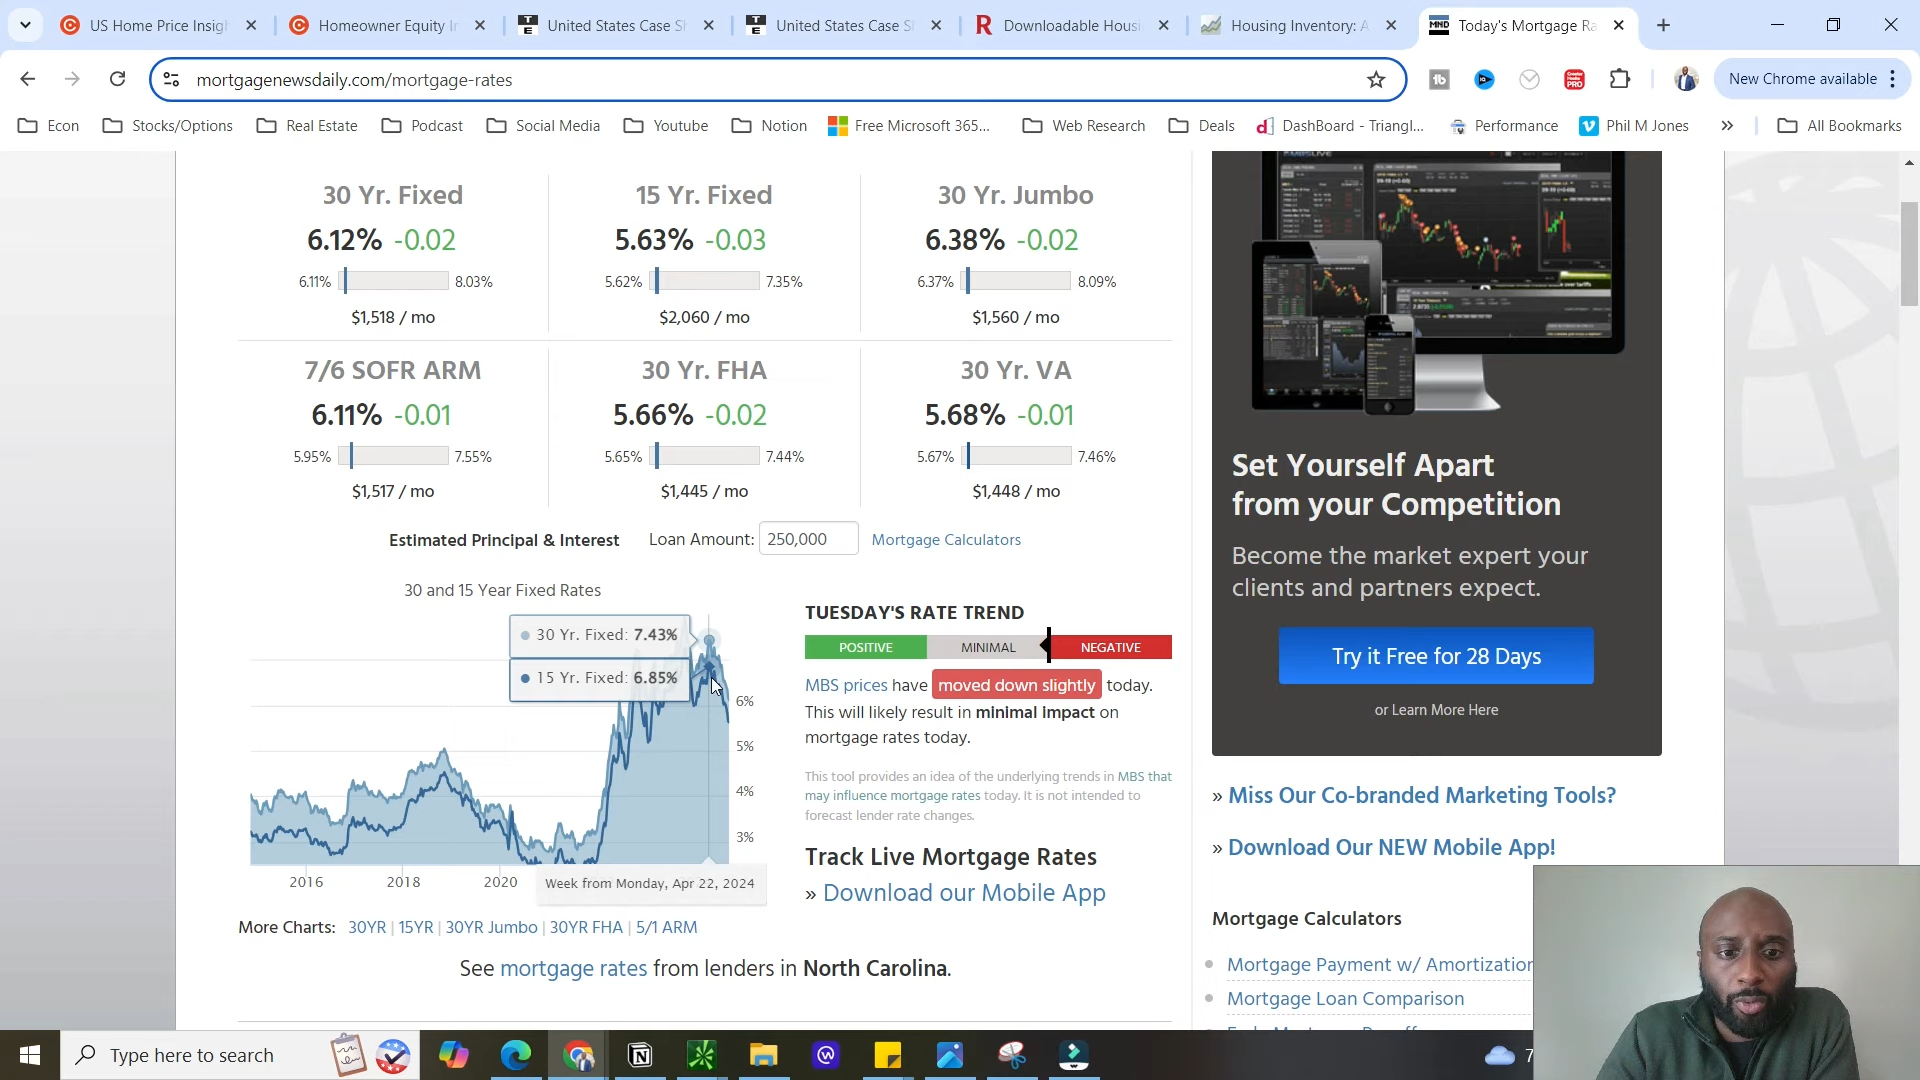 US Home Price Insigh
Homeowner Equity In
United States Case Sh
United States Case Sh
Downloadable Housi
Housing Inventory: A
Today's Mortgage Ra
mortgagenewsdaily.com/mortgage-rates
New Chrome available
Econ
Stocks/Options
Real Estate
Podcast
Social Media
Youtube
Notion
Free Microsoft 365...
Web Research
Deals
DashBoard - Triangl...
Performance
Phil M Jones
All Bookmarks
30 Yr. Fixed
6.12% -0.02
6.11% 8.03%
$1,518 / mo
15 Yr. Fixed
5.63% -0.03
5.62% 7.35%
$2,060 / mo
30 Yr. Jumbo
6.38% -0.02
6.37% 8.09%
$1,560 / mo
7/6 SOFR ARM
6.11% -0.01
5.95% 7.55%
$1,517 / mo
30 Yr. FHA
5.66% -0.02
5.65% 7.44%
$1,445 / mo
30 Yr. VA
5.68% -0.01
5.67% 7.46%
$1,448 / mo
Estimated Principal & Interest Loan Amount: 250,000 Mortgage Calculators
30 and 15 Year Fixed Rates
30 Yr. Fixed: 7.43%
15 Yr. Fixed: 6.85%
6%
5%
4%
3%
2016 2018 2020
Week from Monday, Apr 22, 2024
More Charts: 30YR | 15YR | 30YR Jumbo | 30YR FHA | 5/1 ARM
See mortgage rates from lenders in North Carolina.
TUESDAY'S RATE TREND
POSITIVE MINIMAL NEGATIVE
MBS prices have moved down slightly today.
This will likely result in minimal impact on
mortgage rates today.
This tool provides an idea of the underlying trends in MBS that
may influence mortgage rates today. It is not intended to
forecast lender rate changes.
Track Live Mortgage Rates
» Download our Mobile App
Set Yourself Apart
from your Competition
Become the market expert your
clients and partners expect.
Try it Free for 28 Days
or Learn More Here
» Miss Our Co-branded Marketing Tools?
» Download Our NEW Mobile App!
Mortgage Calculators
Mortgage Payment w/ Amortization
Mortgage Loan Comparison
Type here to search
7